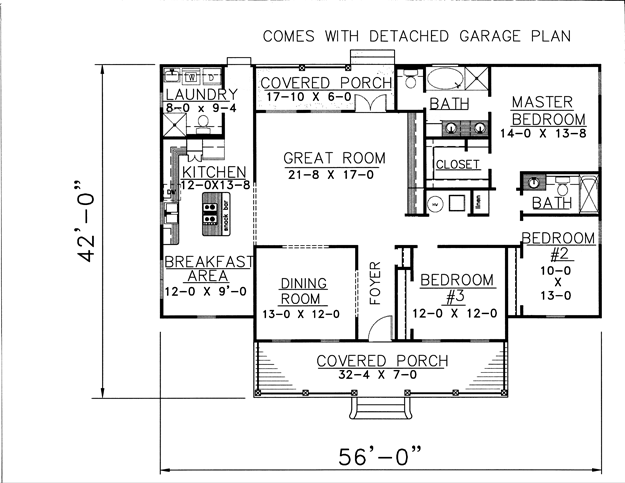 COMES WITH DETACHED GARAGE PLAN
LAUNDRY
8-0 x 9-4
W
D
COVERED PORCH
17-10 X 6-0
BATH
MASTER
BEDROOM
14-0 X 13-8
KITCHEN
12-0X13-8
snack bar
GREAT ROOM
21-8 X 17-0
CLOSET
linen
BATH
BREAKFAST
AREA
12-0 X 9'-0
DINING
ROOM
13-0 X 12-0
FOYER
BEDROOM
#3
12-0 X 12-0
BEDROOM
#2
10-0
X
13-0
COVERED PORCH
32-4 X 7-0
42'-0"
56'-0"